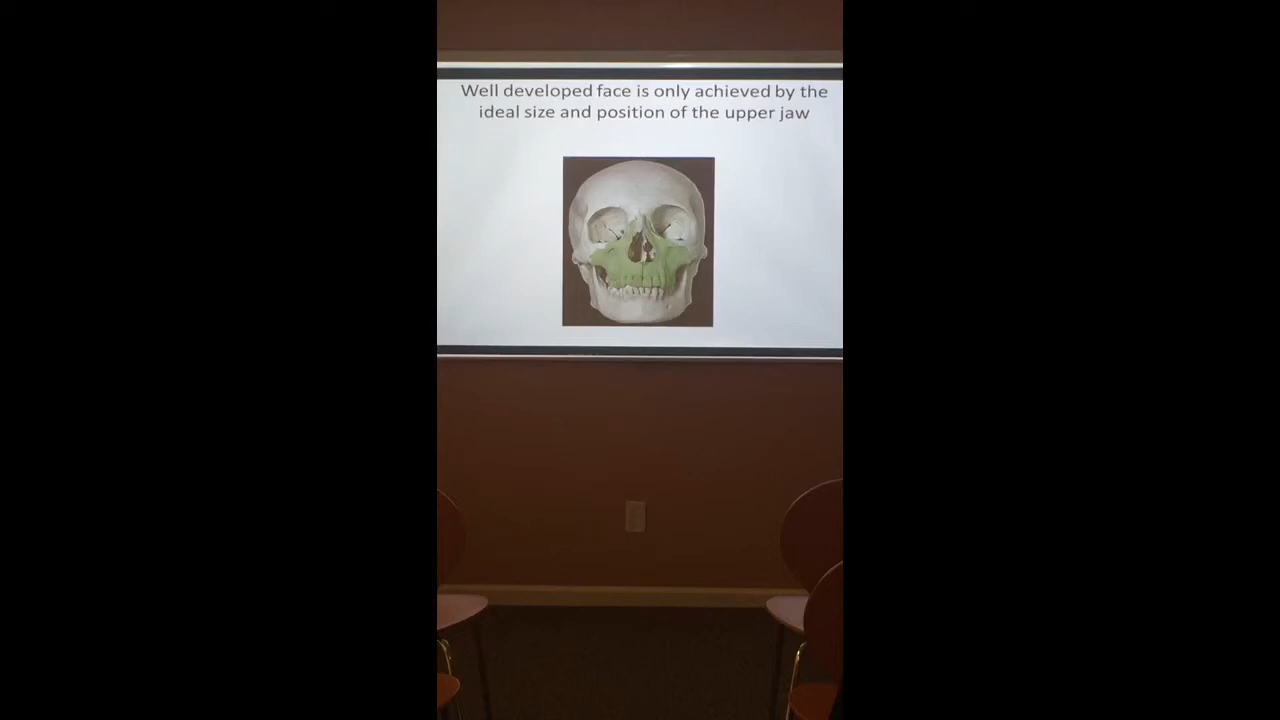 Well developed face is only achieved by the
ideal size and position of the upper jaw